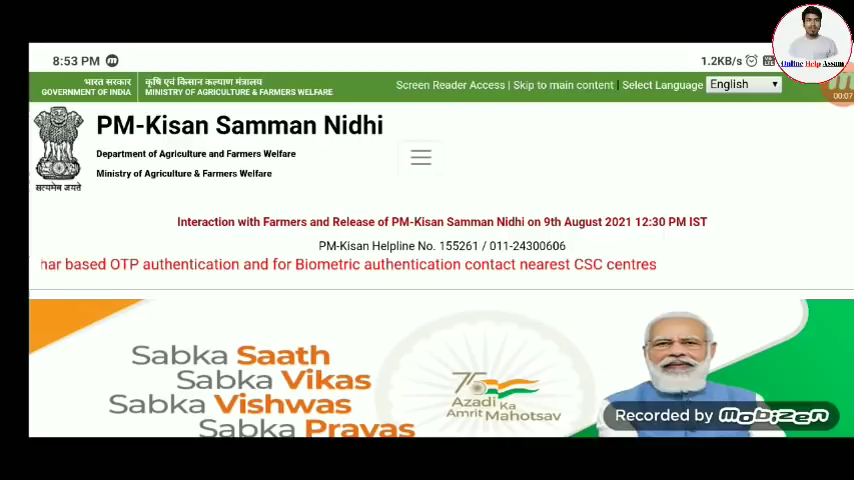 8:53 PM
1.2KB/s
Online Help Assam
00:07
भारत सरकार
GOVERNMENT OF INDIA
कृषि एवं किसान कल्याण मंत्रालय
MINISTRY OF AGRICULTURE & FARMERS WELFARE
Screen Reader Access | Skip to main content | Select Language English
PM-Kisan Samman Nidhi
Department of Agriculture and Farmers Welfare
Ministry of Agriculture & Farmers Welfare
सत्यमेव जयते
Interaction with Farmers and Release of PM-Kisan Samman Nidhi on 9th August 2021 12:30 PM IST
PM-Kisan Helpline No. 155261 / 011-24300606
har based OTP authentication and for Biometric authentication contact nearest CSC centres
Sabka Saath
Sabka Vikas
Sabka Vishwas
Sabka Prayas
75
Azadi Ka
Amrit Mahotsav
Recorded by mobizen